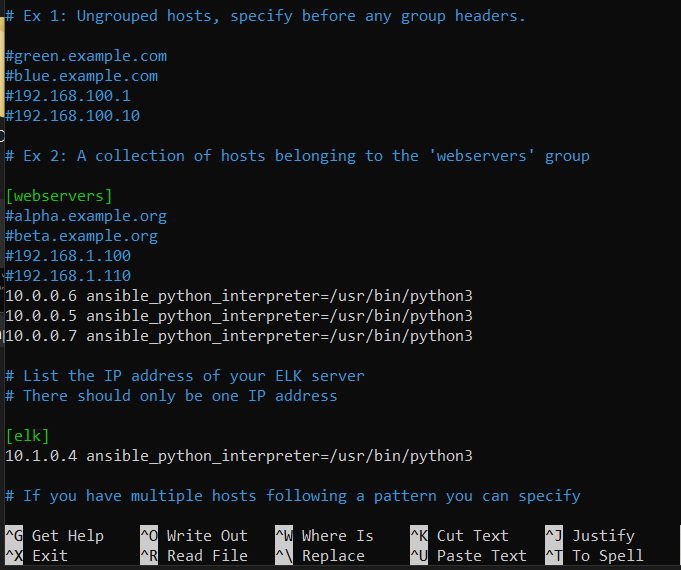 # Ex 1: Ungrouped hosts, specify before any group headers.
#green.example.com
#blue.example.com
#192.168.100.1
#192.168.100.10
# Ex 2: A collection of hosts belonging to the 'webservers' group
[webservers]
#alpha.example.org
#beta.example.org
#192.168.1.100
#192.168.1.110
10.0.0.6 ansible_python_interpreter=/usr/bin/python3
10.0.0.5 ansible_python_interpreter=/usr/bin/python3
10.0.0.7 ansible_python_interpreter=/usr/bin/python3
# List the IP address of your ELK server
# There should only be one IP address
[elk]
10.1.0.4 ansible_python_interpreter=/usr/bin/python3
# If you have multiple hosts following a pattern you can specify
^G Get Help ^O Write Out ^W Where Is ^K Cut Text ^J Justify
^X Exit ^R Read File ^\ Replace ^U Paste Text ^T To Spell